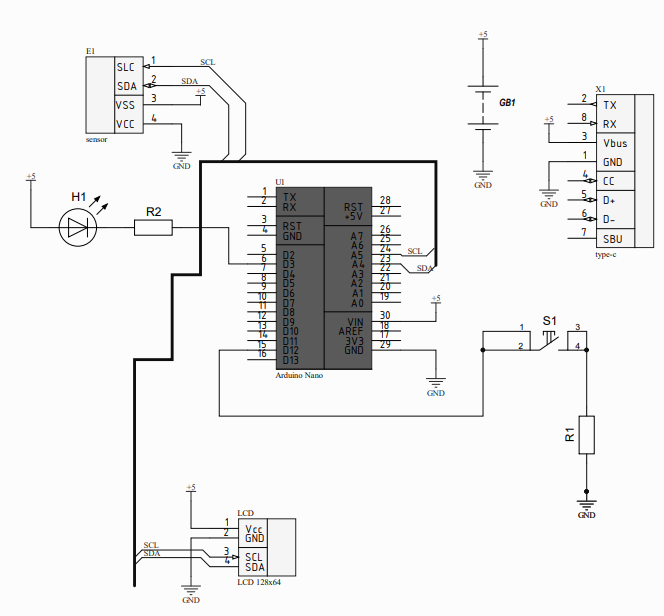 E1
SLC 1 SCL
SDA 2 SDA
VSS 3 +5
VCC 4
sensor
GND
+5
GB1
GND
X1
2 TX
8 RX
+5
3 Vbus
1 GND
GND
4 CC
5 D+
6 D-
7 SBU
type-c
+5
H1
R2
U1
1 TX
2 RX
3 RST
4 GND
5 D2
6 D3
7 D4
8 D5
9 D6
10 D7
11 D8
12 D9
13 D10
14 D11
15 D12
16 D13
RST 28
+5V 27
A7 26
A6 25
A5 24 SCL
A4 23
A3 22 SDA
A2 21
A1 20
A0 19
VIN 30 +5
AREF 18
3V3 17
GND 29
Arduino Nano
GND
S1
1 3
2 4
R1
GND
+5
LCD
1 Vcc
2 GND
SCL 3 SCL
SDA 4 SDA
LCD 128x64
GND